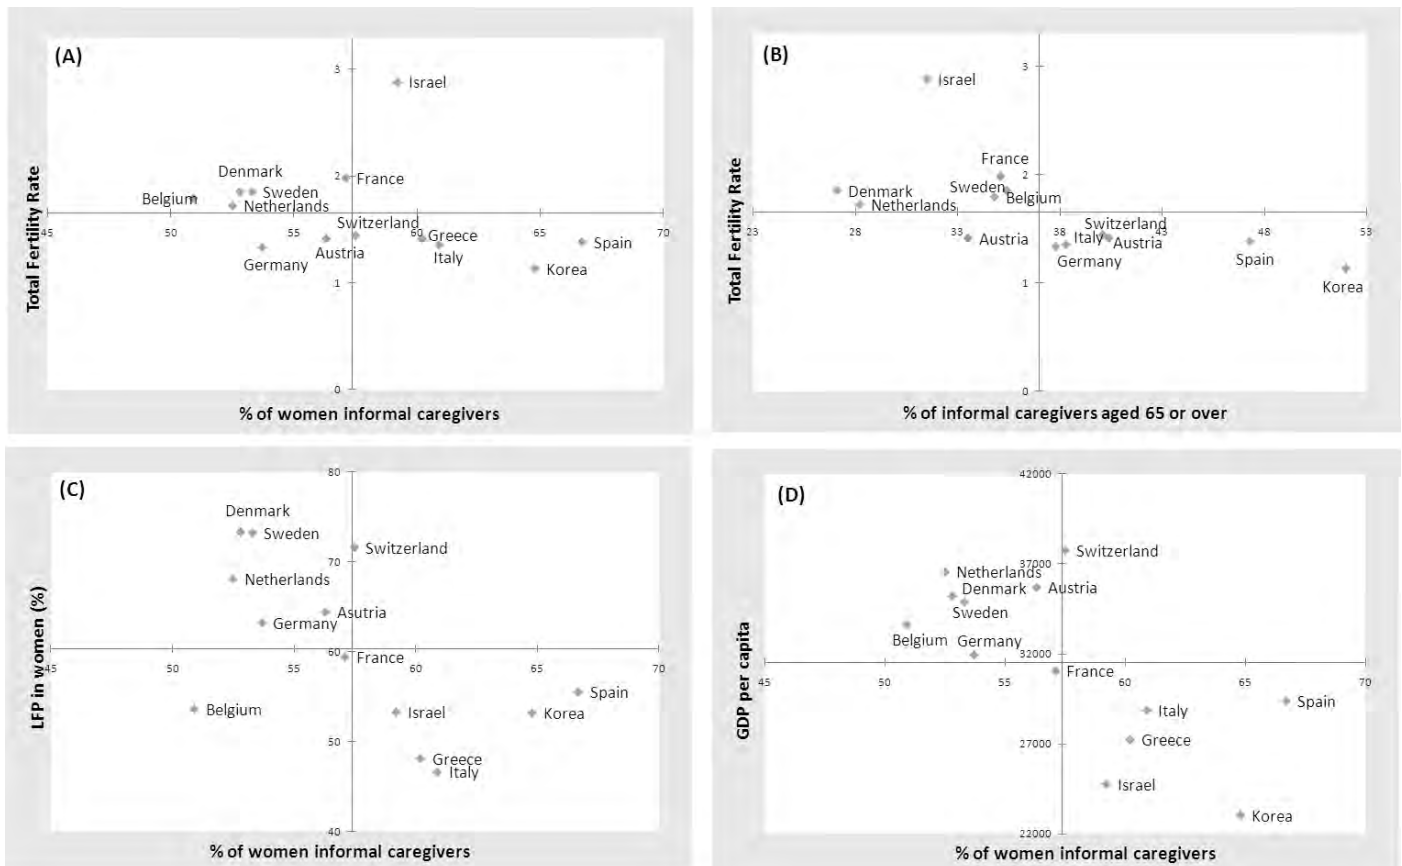 (A)
3
Israel
Denmark
2
France
Belgium
Sweden
Netherlands
45
50
55
60
65
70
Switzerland
Greece
Spain
Austria
Italy
Germany
Korea
1
0
Total Fertility Rate
% of women informal caregivers
(B)
3
Israel
France
2
Denmark
Sweden
Belgium
Netherlands
23
28
33
38
43
48
53
Switzerland
Austria
Italy
Austria
Germany
Spain
Korea
1
0
Total Fertility Rate
% of informal caregivers aged 65 or over
(C)
80
Denmark
Sweden
Switzerland
70
Netherlands
Asutria
Germany
60
France
45
50
55
60
65
70
Spain
Belgium
Israel
Korea
50
Greece
Italy
40
LFP in women (%)
% of women informal caregivers
(D)
42000
Switzerland
37000
Netherlands
Denmark
Austria
Sweden
Belgium
Germany
32000
France
45
50
55
60
65
70
Italy
Spain
27000
Greece
Israel
Korea
22000
GDP per capita
% of women informal caregivers